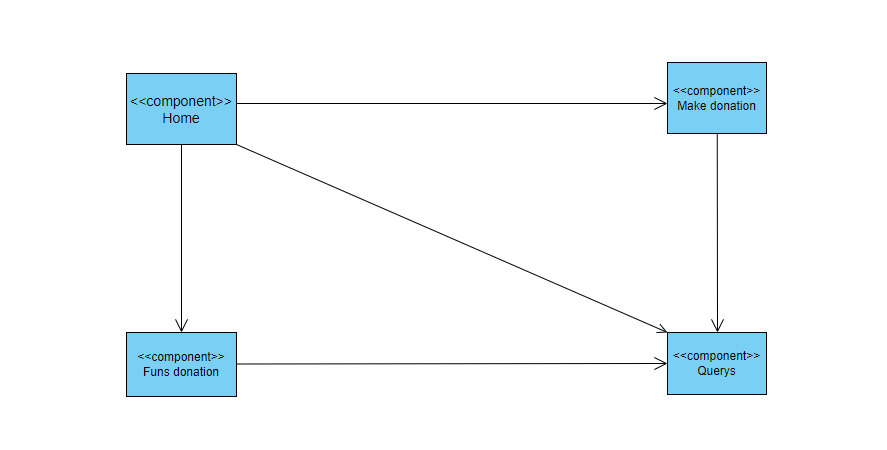 <<component>>
Home
<<component>>
Make donation
<<component>>
Funs donation
<<component>>
Querys